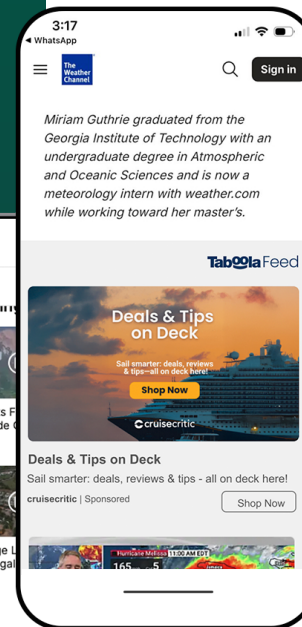 3:17
WhatsApp
The
Weather
Channel
Sign in
Miriam Guthrie graduated from the
Georgia Institute of Technology with an
undergraduate degree in Atmospheric
and Oceanic Sciences and is now a
meteorology intern with weather.com
while working toward her master's.
Taboola Feed
Deals & Tips
on Deck
Sail smarter: deals, reviews
& tips—all on deck here!
Shop Now
cruisecritic
Deals & Tips on Deck
Sail smarter: deals, reviews & tips - all on deck here!
cruisecritic | Sponsored
Shop Now
Hurricane Melissa 11:00 AM EDT
165
5